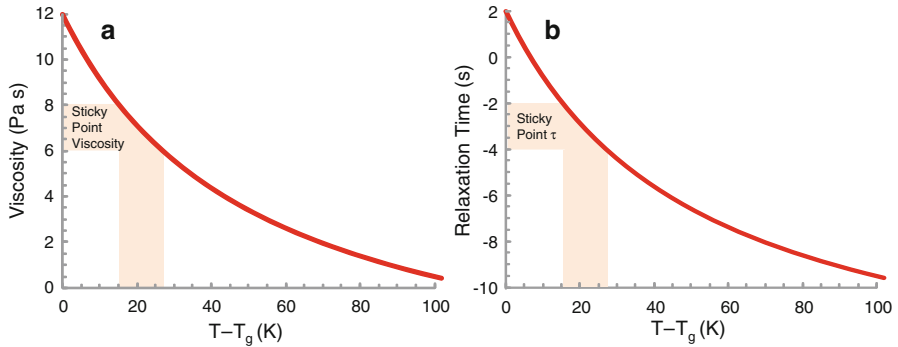 a
12
10
8
6
4
2
0
Viscosity (Pa s)
Sticky
Point
Viscosity
0 20 40 60 80 100
T–Tg (K)
b
2
0
-2
-4
-6
-8
-10
Relaxation Time (s)
Sticky
Point τ
0 20 40 60 80 100
T–Tg (K)